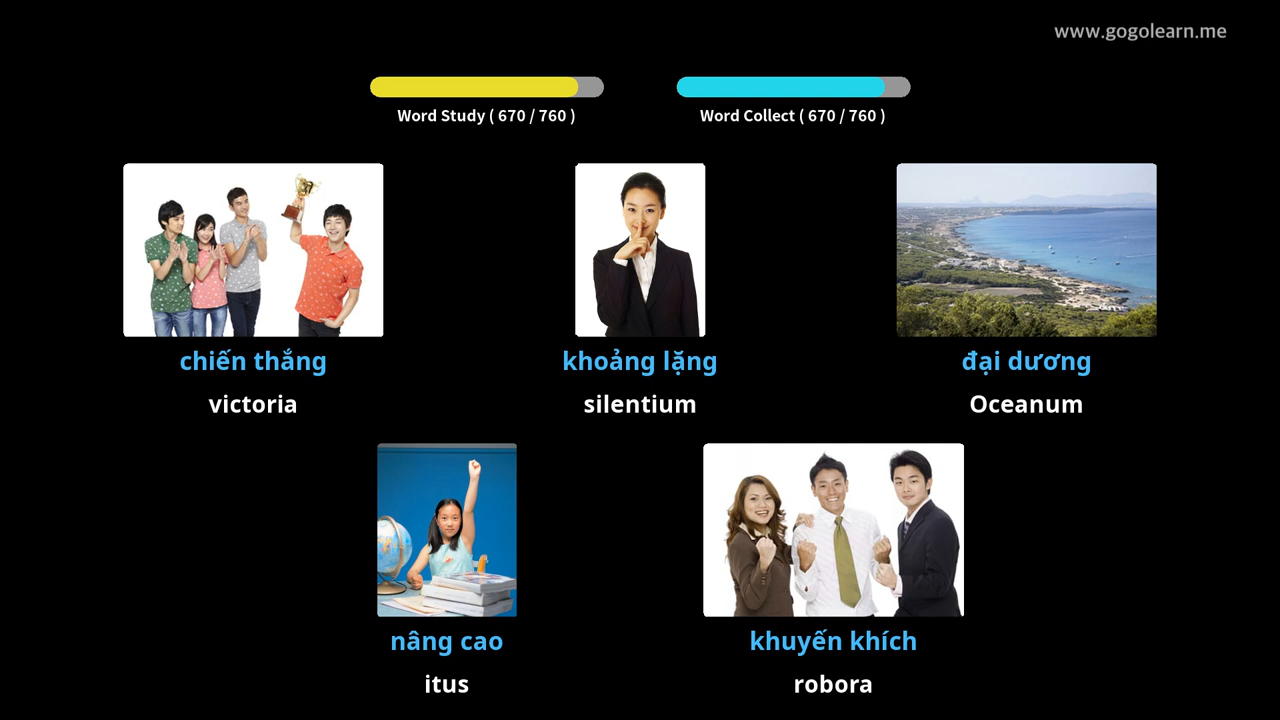 www.gogolearn.me
Word Study ( 670 / 760 )
Word Collect ( 670 / 760 )
chiến thắng
khoảng lặng
đại dương
victoria
silentium
Oceanum
nâng cao
khuyến khích
itus
robora